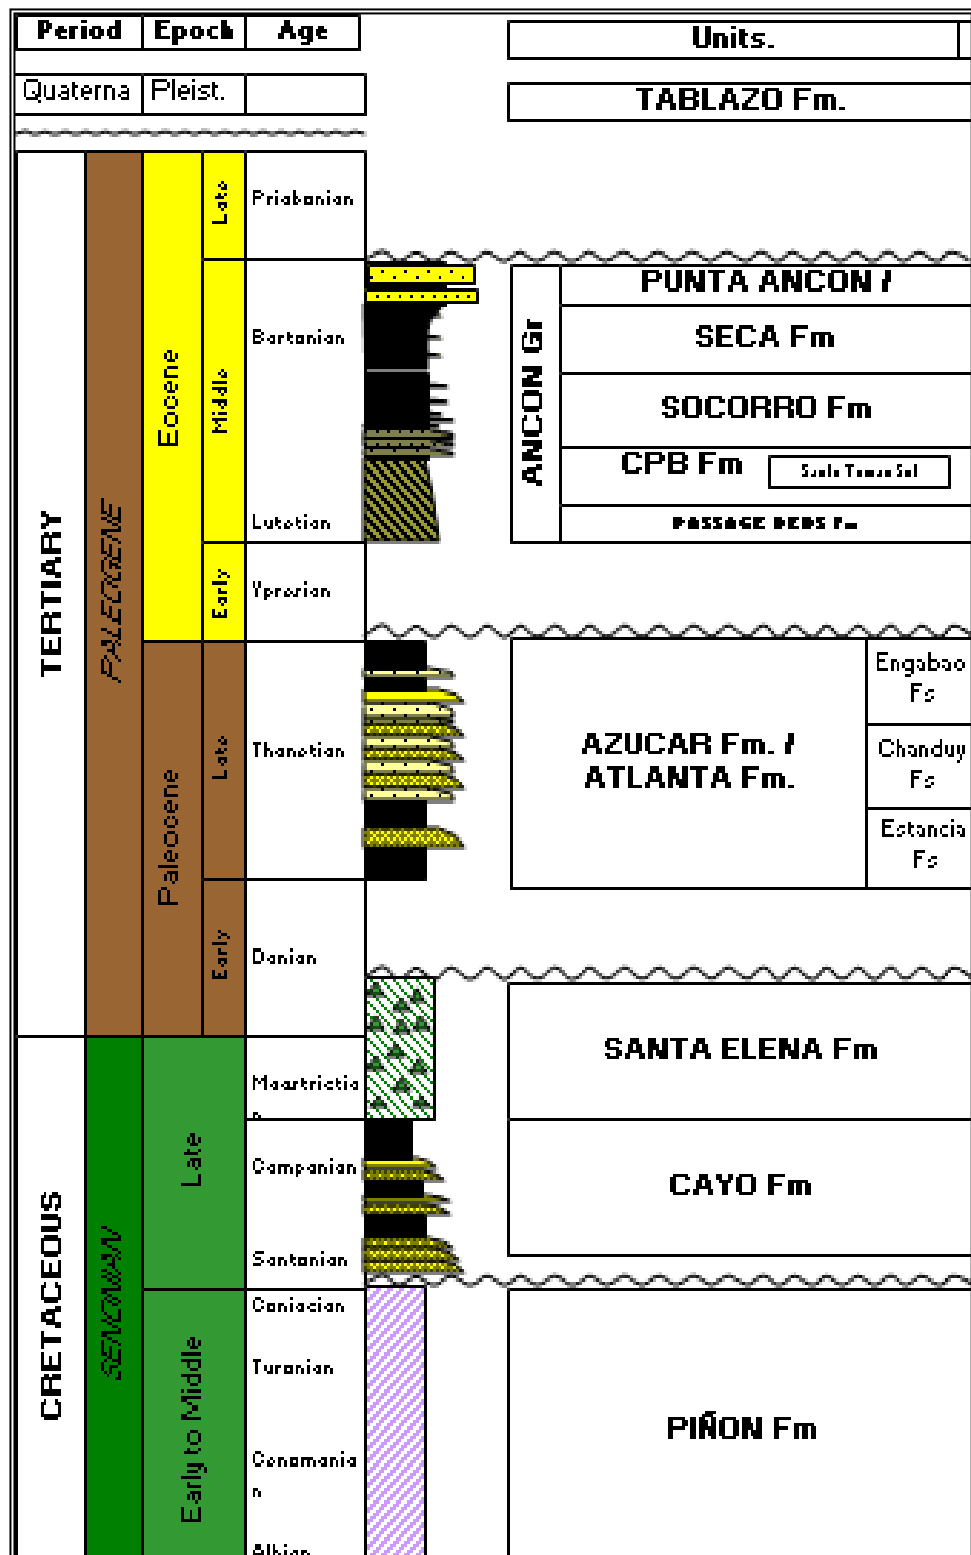 Period Epoch Age Units.
Quaterna Pleist. TABLAZO Fm.
TERTIARY
PALEOGENE
Eocene
Late
Priabonian
Middle
Bartonian
Lutetian
Early
Ypresian
ANCON Gr
PUNTA ANCON /
SECA Fm
SOCORRO Fm
CPB Fm
PASSAGE BEDS Fm
Paleocene
Late
Thanetian
Early
Danian
AZUCAR Fm. /
ATLANTA Fm.
Engabao
Fs
Chanduy
Fs
Estancia
Fs
SANTA ELENA Fm
CRETACEOUS
SENONIAN
Late
Maastrictia
n
Campanian
Santonian
CAYO Fm
Early to Middle
Coniacian
Turonian
Cenomania
n
Albian
PIÑON Fm